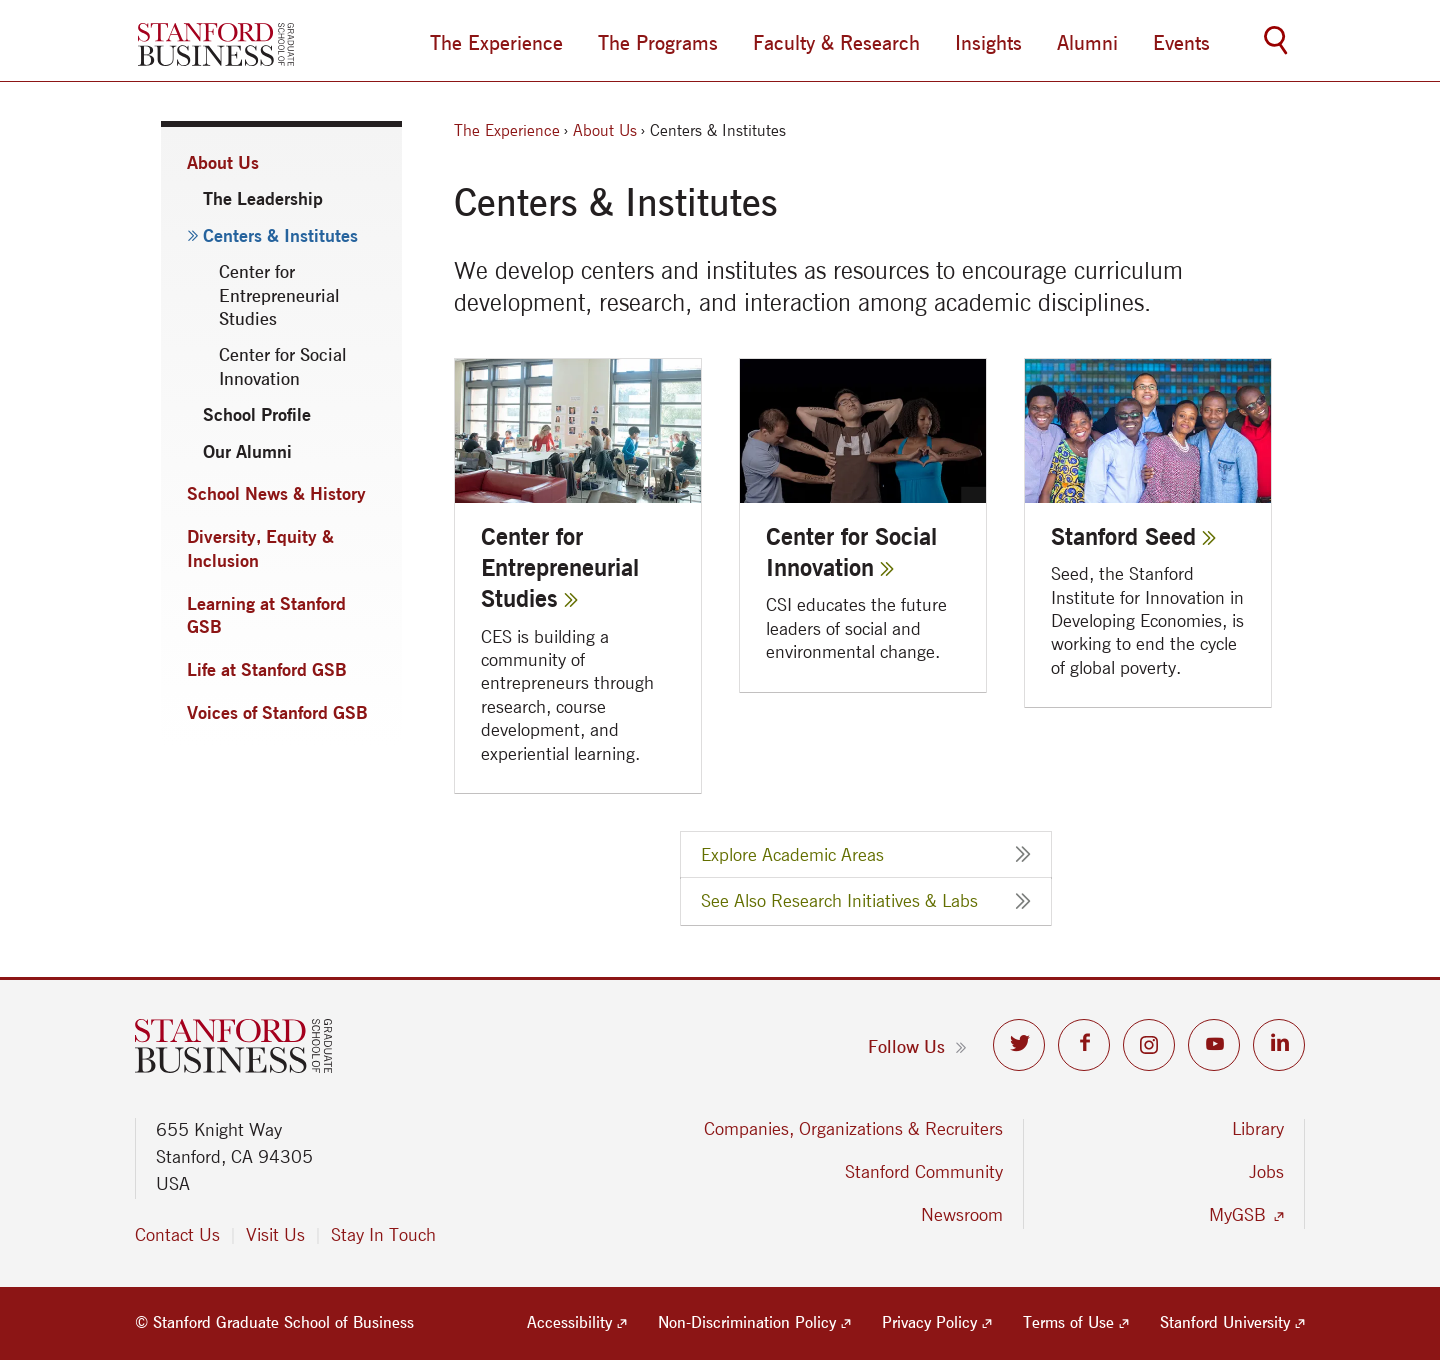 STANFORD
BUSINESS
GRADUATE
SCHOOL OF
The Experience
The Programs
Faculty & Research
Insights
Alumni
Events
About Us
The Leadership
Centers & Institutes
Center for
Entrepreneurial
Studies
Center for Social
Innovation
School Profile
Our Alumni
School News & History
Diversity, Equity &
Inclusion
Learning at Stanford
GSB
Life at Stanford GSB
Voices of Stanford GSB
The Experience › About Us › Centers & Institutes
Centers & Institutes
We develop centers and institutes as resources to encourage curriculum
development, research, and interaction among academic disciplines.
Center for
Entrepreneurial
Studies
CES is building a
community of
entrepreneurs through
research, course
development, and
experiential learning.
HI
Center for Social
Innovation
CSI educates the future
leaders of social and
environmental change.
Stanford Seed
Seed, the Stanford
Institute for Innovation in
Developing Economies, is
working to end the cycle
of global poverty.
Explore Academic Areas
See Also Research Initiatives & Labs
STANFORD
BUSINESS
GRADUATE
SCHOOL OF
Follow Us
655 Knight Way
Stanford, CA 94305
USA
Contact Us | Visit Us | Stay In Touch
Companies, Organizations & Recruiters
Stanford Community
Newsroom
Library
Jobs
MyGSB
© Stanford Graduate School of Business
Accessibility
Non-Discrimination Policy
Privacy Policy
Terms of Use
Stanford University